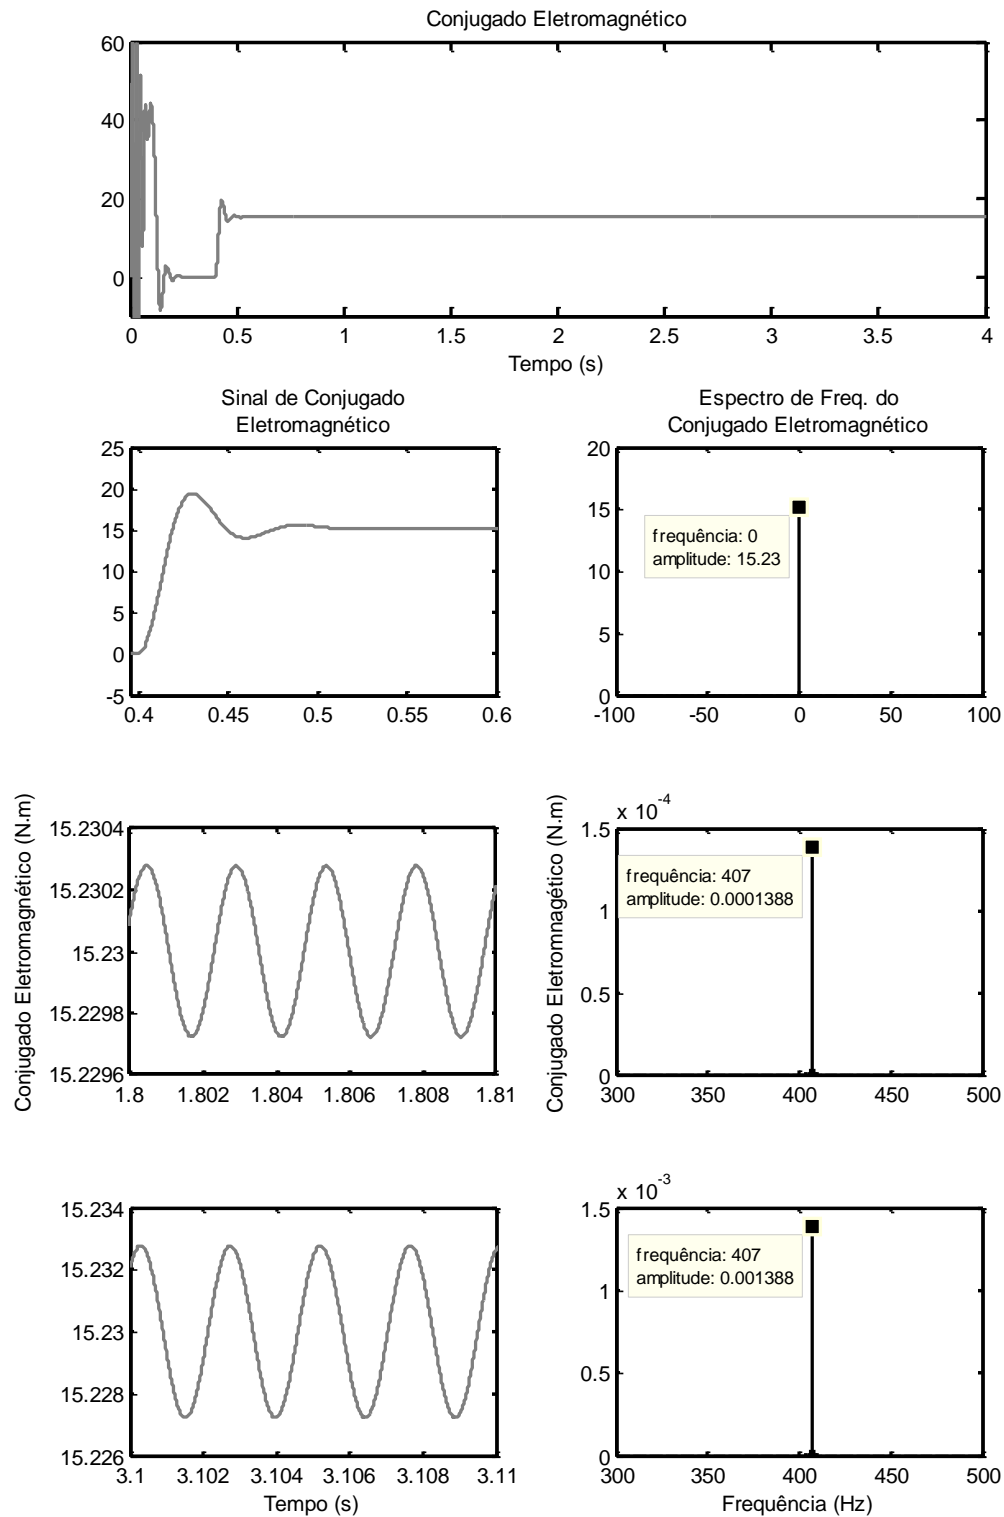 Conjugado Eletromagnético
60
40
20
0
0 0.5 1 1.5 2 2.5 3 3.5 4
Tempo (s)
Sinal de Conjugado
Eletromagnético
25
20
15
10
5
0
-5
0.4 0.45 0.5 0.55 0.6
Espectro de Freq. do
Conjugado Eletromagnético
20
15
10
5
0
frequência: 0
amplitude: 15.23
-100 -50 0 50 100
Conjugado Eletromagnético (N.m)
15.2304
15.2302
15.23
15.2298
15.2296
1.8 1.802 1.804 1.806 1.808 1.81
Conjugado Eletromnagético (N.m)
x 10-4
1.5
1
0.5
0
frequência: 407
amplitude: 0.0001388
300 350 400 450 500
15.234
15.232
15.23
15.228
15.226
3.1 3.102 3.104 3.106 3.108 3.11
Tempo (s)
x 10-3
1.5
1
0.5
0
frequência: 407
amplitude: 0.001388
300 350 400 450 500
Frequência (Hz)